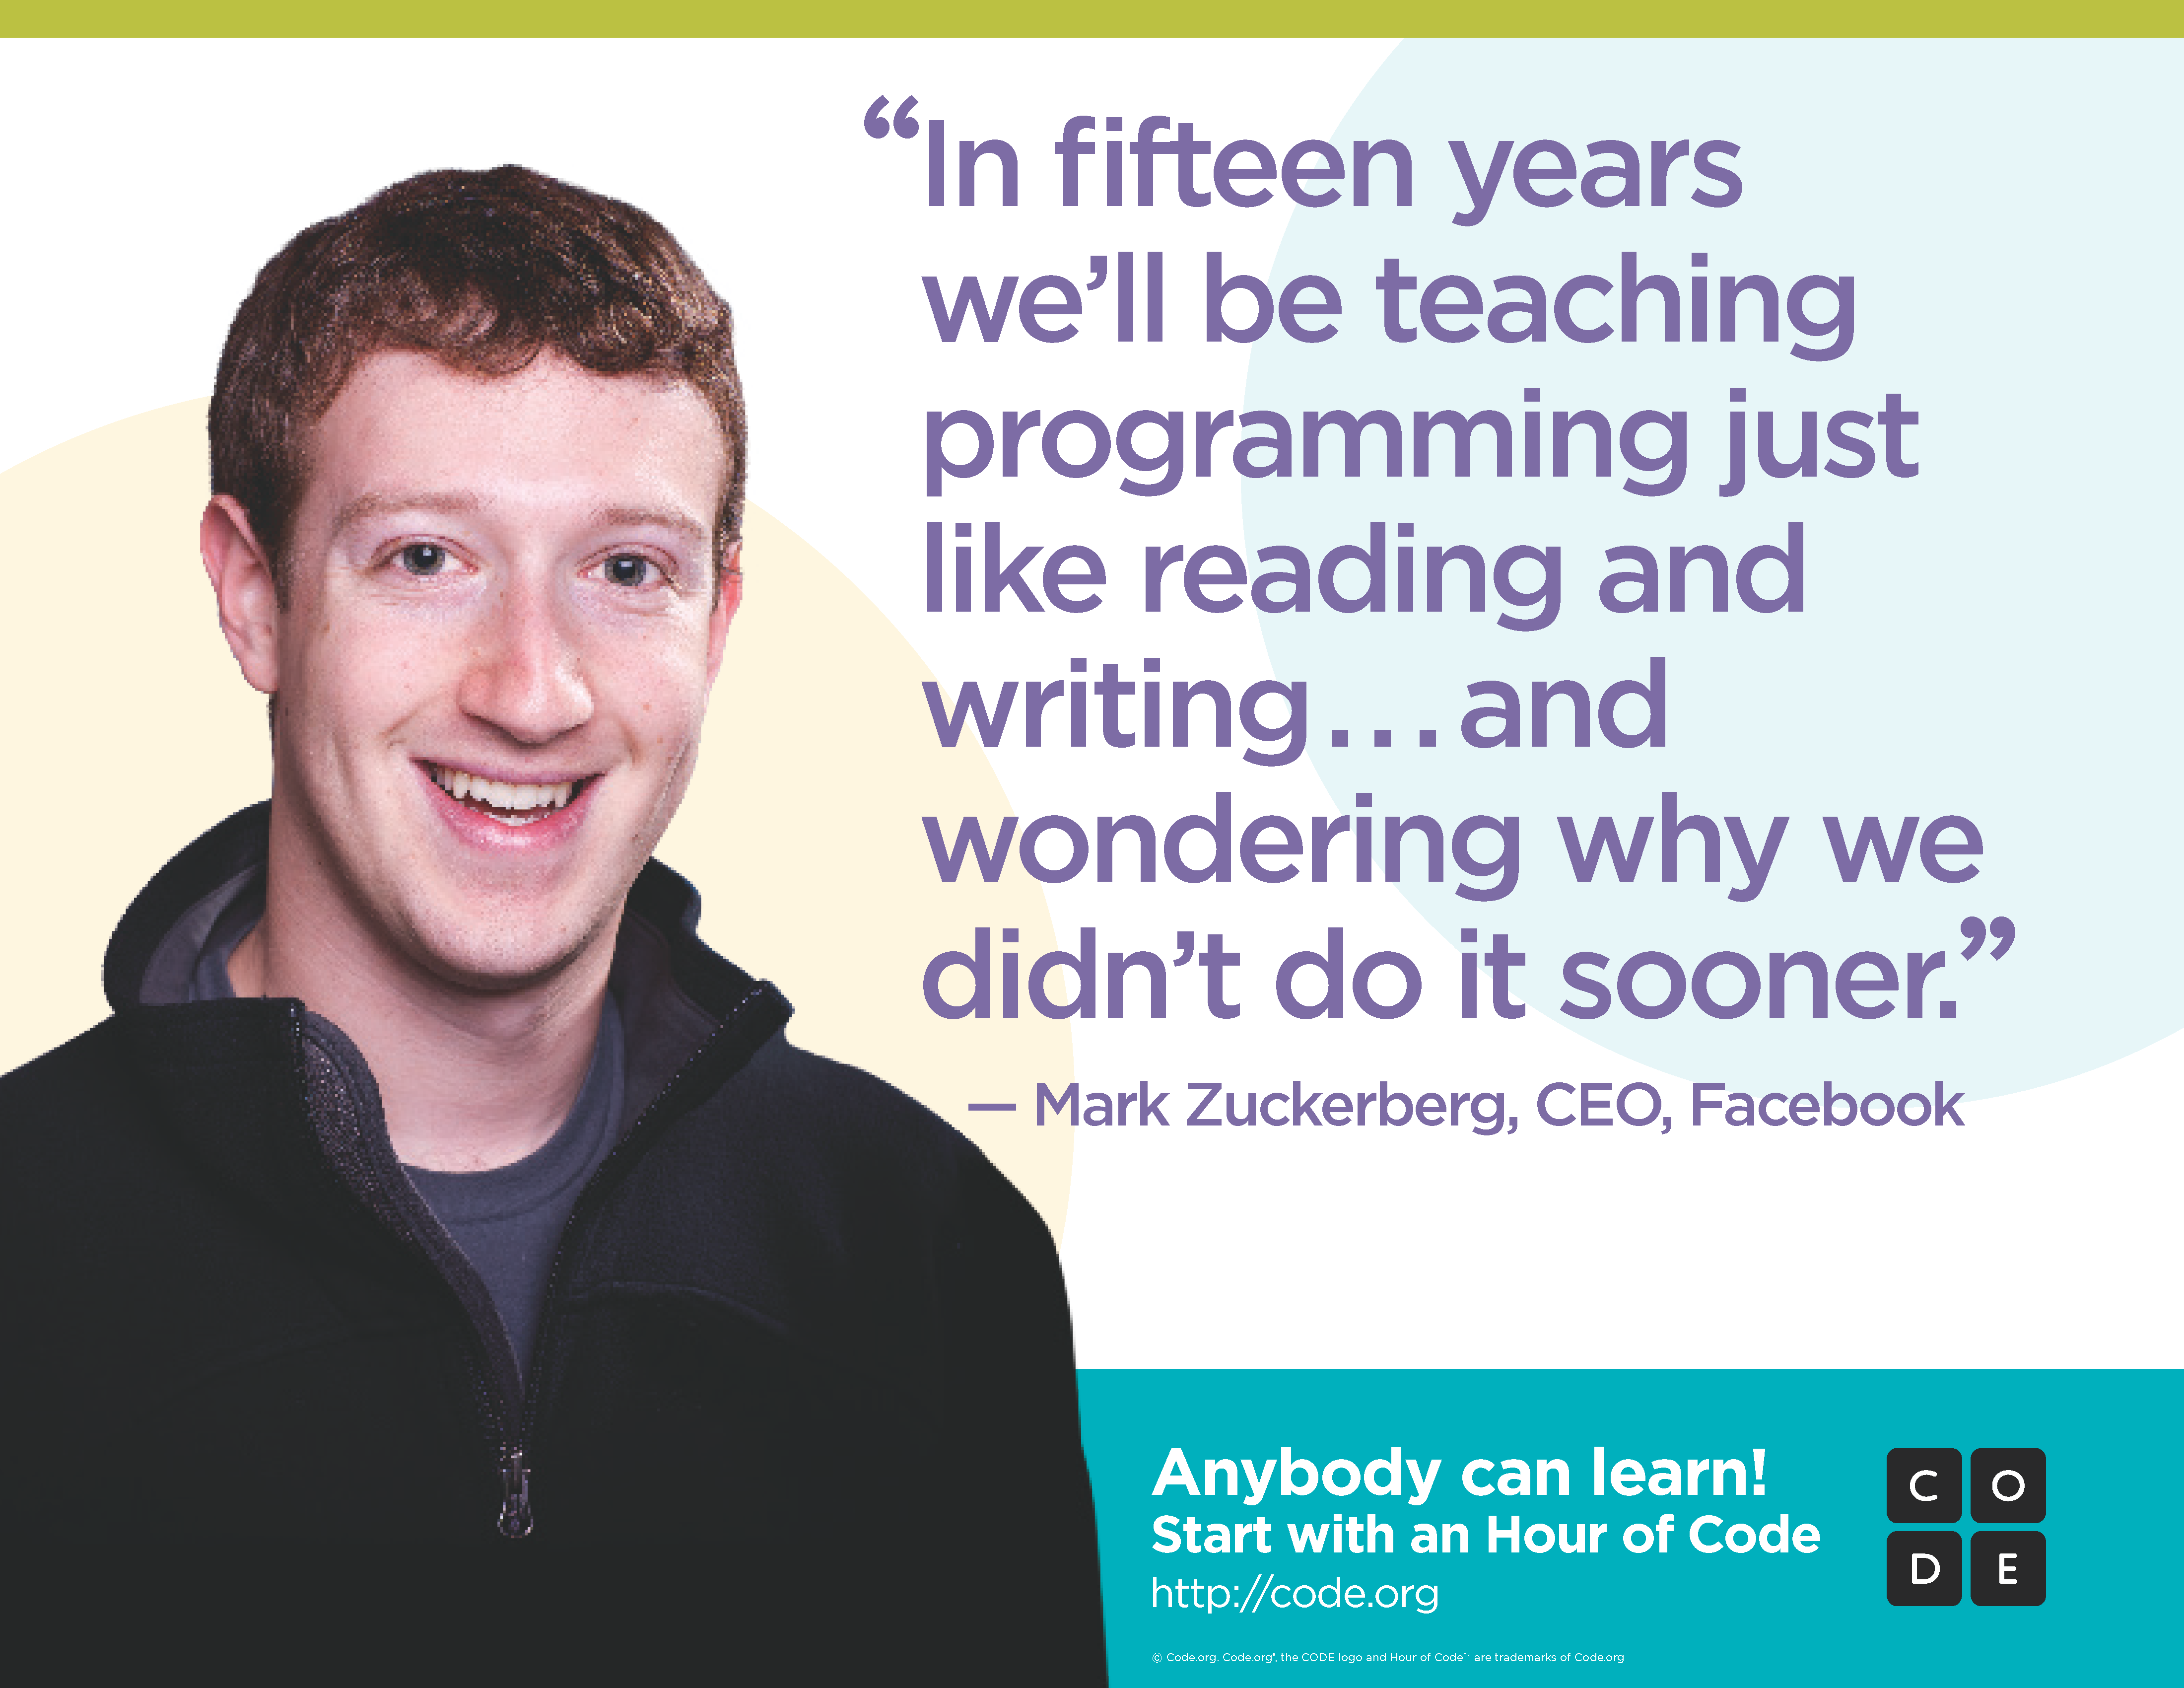 “In fifteen years
we’ll be teaching
programming just
like reading and
writing...and
wondering why we
didn’t do it sooner.”
— Mark Zuckerberg, CEO, Facebook
Anybody can learn!
Start with an Hour of Code
http://code.org
C O
D E
© Code.org. Code.org®, the CODE logo and Hour of Code™ are trademarks of Code.org